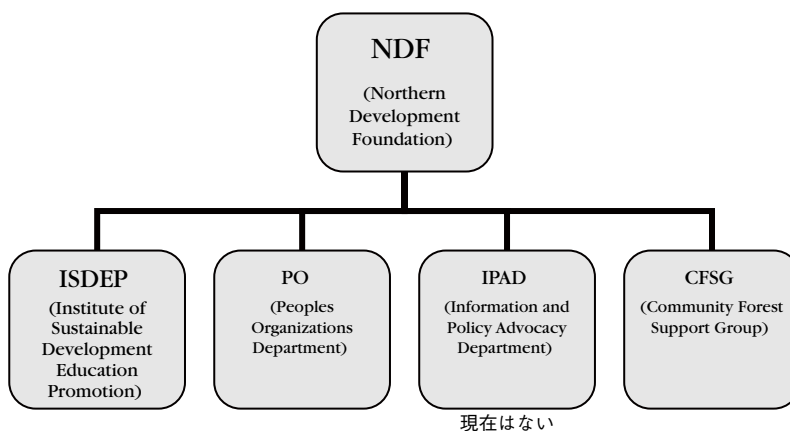 NDF
(Northern
Development
Foundation)
ISDEP
(Institute of
Sustainable
Development
Education
Promotion)
PO
(Peoples
Organizations
Department)
IPAD
(Information and
Policy Advocacy
Department)
CFSG
(Community Forest
Support Group)
現在はない